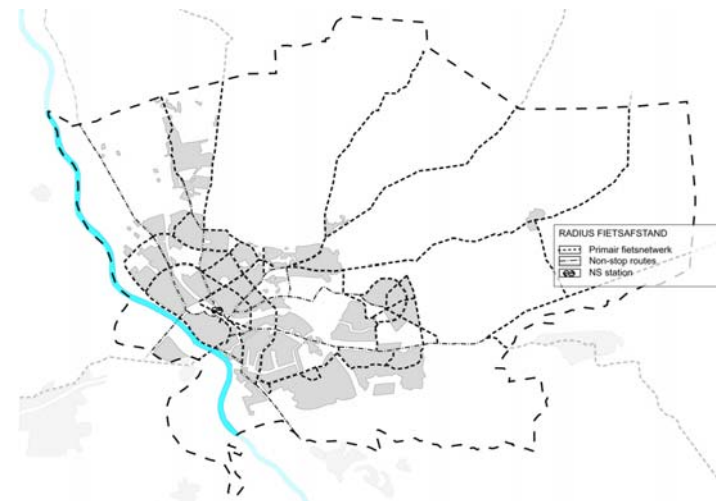 RADIUS FIETSAFSTAND
Primair fietsnetwerk
Non-stop routes
NS station